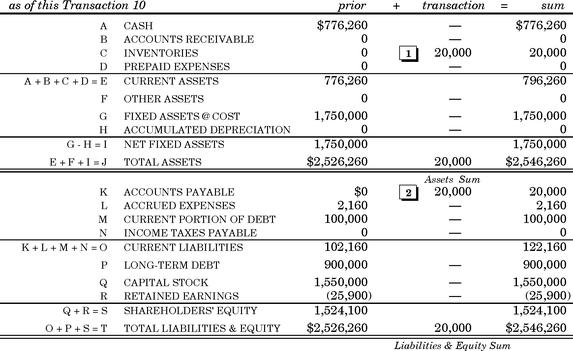 as of this Transaction 10 prior + transaction = sum
A CASH $776,260 — $776,260
B ACCOUNTS RECEIVABLE 0 — 0
C INVENTORIES 0 1 20,000 20,000
D PREPAID EXPENSES 0 — 0
A + B + C + D = E CURRENT ASSETS 776,260 796,260
F OTHER ASSETS 0 — 0
G FIXED ASSETS @ COST 1,750,000 — 1,750,000
H ACCUMULATED DEPRECIATION 0 — 0
G - H = I NET FIXED ASSETS 1,750,000 1,750,000
E + F + I = J TOTAL ASSETS $2,526,260 20,000 $2,546,260
Assets Sum
K ACCOUNTS PAYABLE $0 2 20,000 20,000
L ACCRUED EXPENSES 2,160 — 2,160
M CURRENT PORTION OF DEBT 100,000 — 100,000
N INCOME TAXES PAYABLE 0 — 0
K + L + M + N = O CURRENT LIABILITIES 102,160 122,160
P LONG-TERM DEBT 900,000 — 900,000
Q CAPITAL STOCK 1,550,000 — 1,550,000
R RETAINED EARNINGS (25,900) — (25,900)
Q + R = S SHAREHOLDERS' EQUITY 1,524,100 1,524,100
O + P + S = T TOTAL LIABILITIES & EQUITY $2,526,260 20,000 $2,546,260
Liabilities & Equity Sum